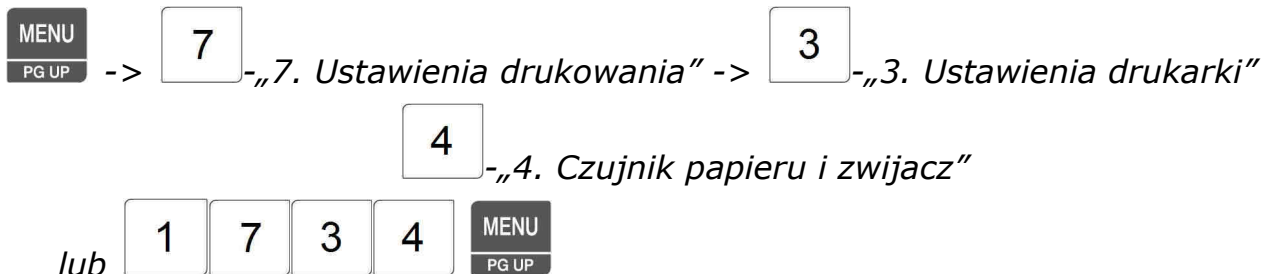 MENU PG UP -> 7 -„7. Ustawienia drukowania” -> 3 -„3. Ustawienia drukarki”
4 -„4. Czujnik papieru i zwijacz”
lub 1 7 3 4 MENU PG UP